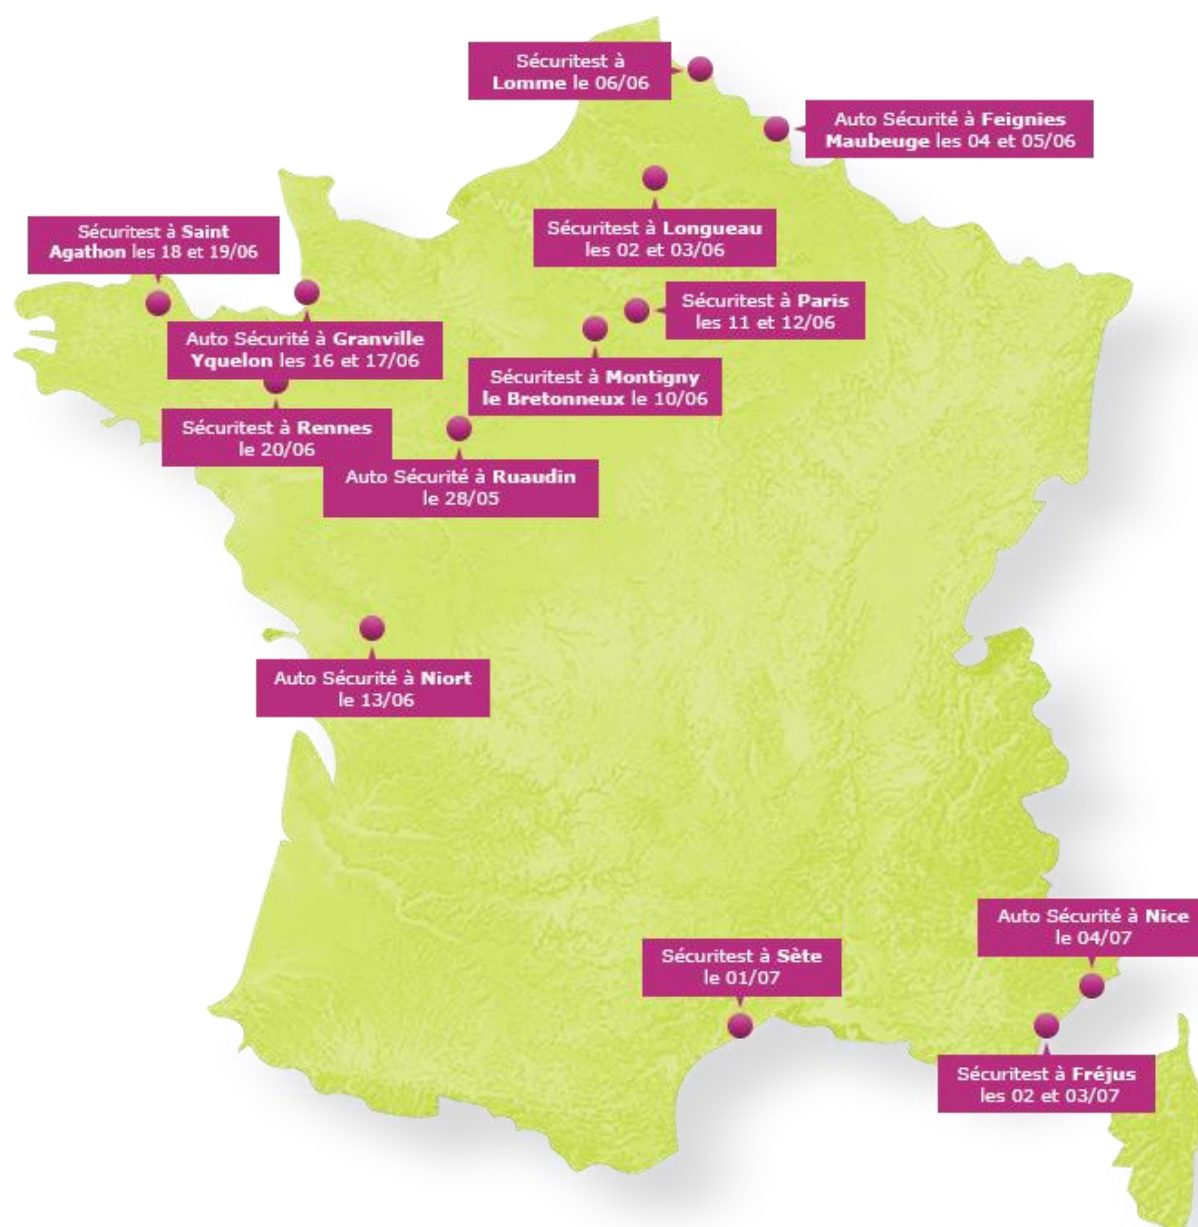 Sécuritest à
Lomme le 06/06
Auto Sécurité à Feignies
Maubeuge les 04 et 05/06
Sécuritest à Longueau
les 02 et 03/06
Sécuritest à Saint
Agathon les 18 et 19/06
Sécuritest à Paris
les 11 et 12/06
Auto Sécurité à Granville
Yquelon les 16 et 17/06
Sécuritest à Montigny
le Bretonneux le 10/06
Sécuritest à Rennes
le 20/06
Auto Sécurité à Ruaudin
le 28/05
Auto Sécurité à Niort
le 13/06
Auto Sécurité à Nice
le 04/07
Sécuritest à Sète
le 01/07
Sécuritest à Fréjus
les 02 et 03/07